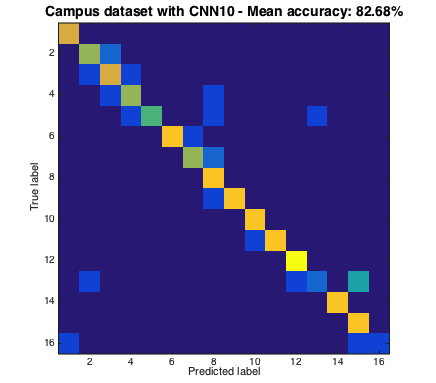 Campus dataset with CNN10 - Mean accuracy: 82.68%
True label
2
4
6
8
10
12
14
16
2 4 6 8 10 12 14 16
Predicted label